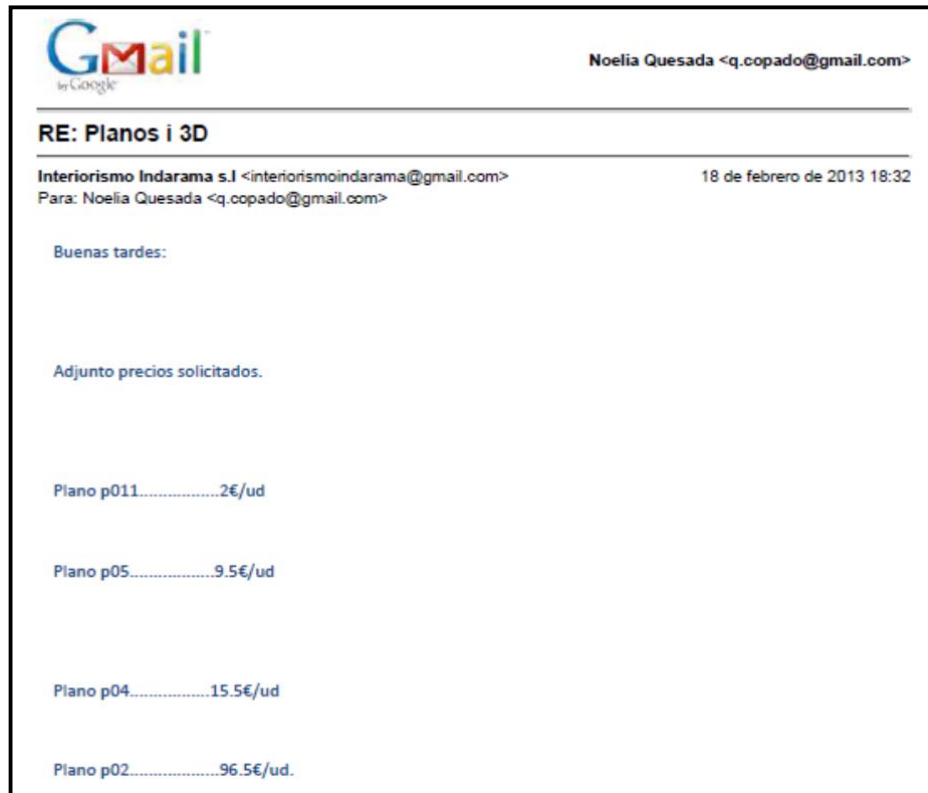 Gmail
by Google
Noelia Quesada <q.copado@gmail.com>
RE: Planos i 3D
Interiorismo Indarama s.l <interiorismoindarama@gmail.com> 18 de febrero de 2013 18:32
Para: Noelia Quesada <q.copado@gmail.com>
Buenas tardes:
Adjunto precios solicitados.
Plano p011.................2€/ud
Plano p05..................9.5€/ud
Plano p04.................15.5€/ud
Plano p02...................96.5€/ud.